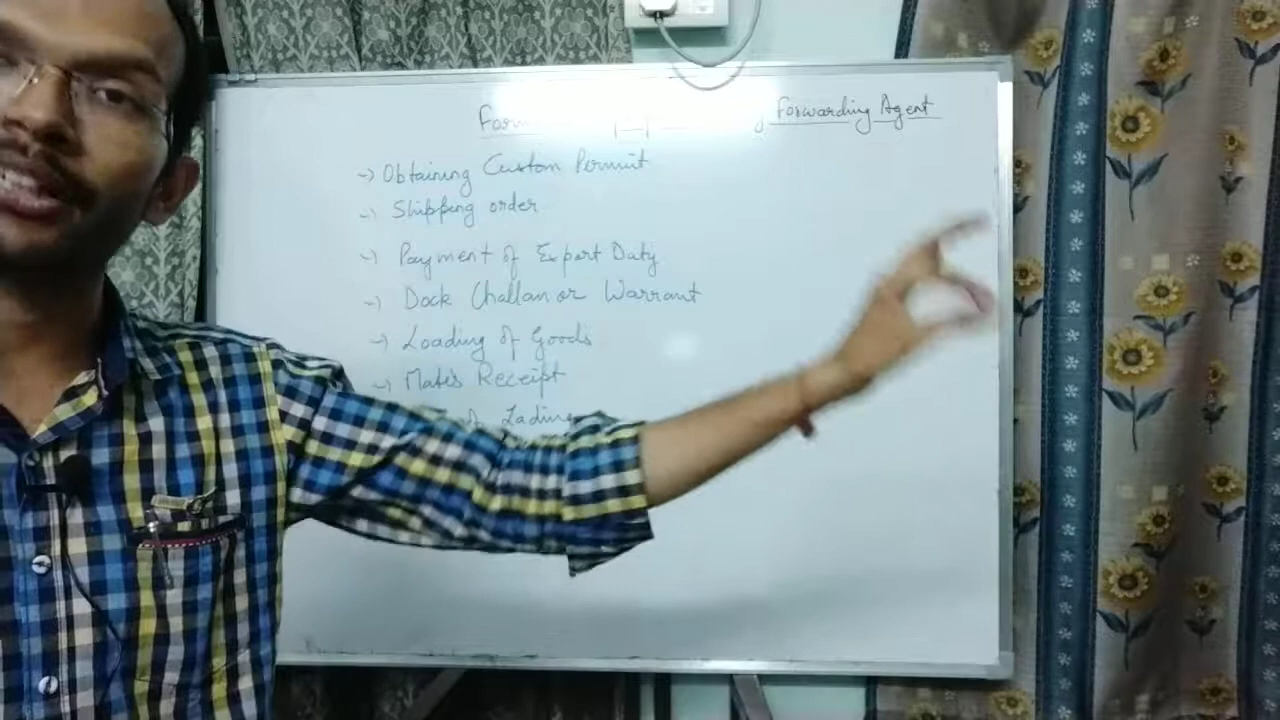 Forwarding Agent
-> Obtaining Custom Permit
-> Shipping order
-> Payment of Export Duty
-> Dock Challan or Warrant
-> Loading of Goods
-> Mate's Receipt
Lading